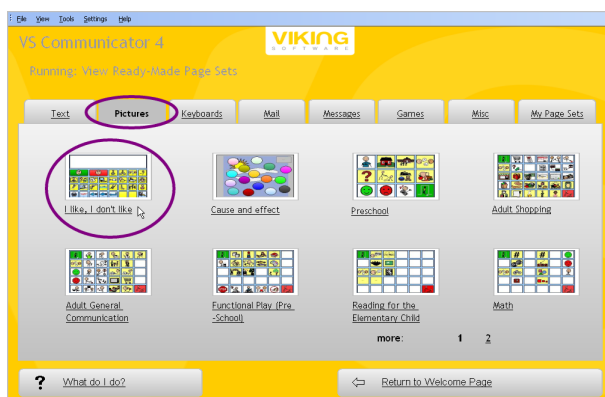 File View Tools Settings Help
VS Communicator 4
VIKING
SOFTWARE
Running: View Ready-Made Page Sets
Text Pictures Keyboards Mail Messages Games Misc My Page Sets
I like, I don't like
Cause and effect
Preschool
Adult Shopping
Adult General
Communication
Functional Play (Pre
-School)
Reading for the
Elementary Child
Math
more: 1 2
? What do I do?
Return to Welcome Page